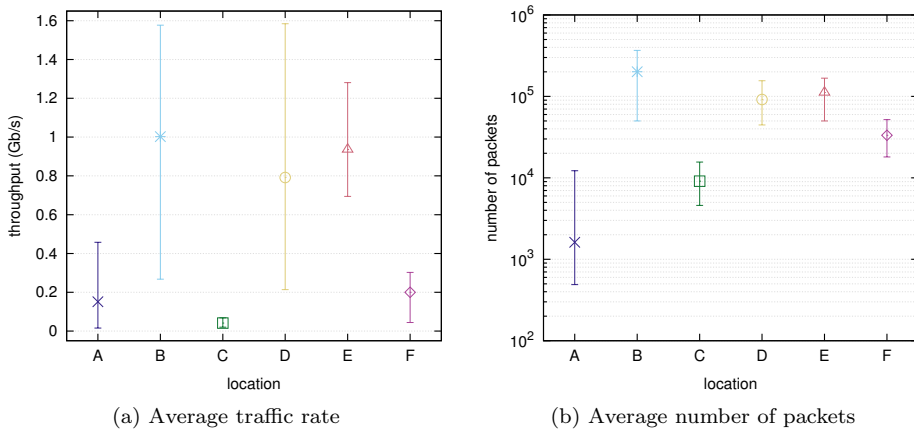 throughput (Gb/s)
1.6
1.4
1.2
1
0.8
0.6
0.4
0.2
0
A B C D E F
location
(a) Average traffic rate
number of packets
10^6
10^5
10^4
10^3
10^2
A B C D E F
location
(b) Average number of packets